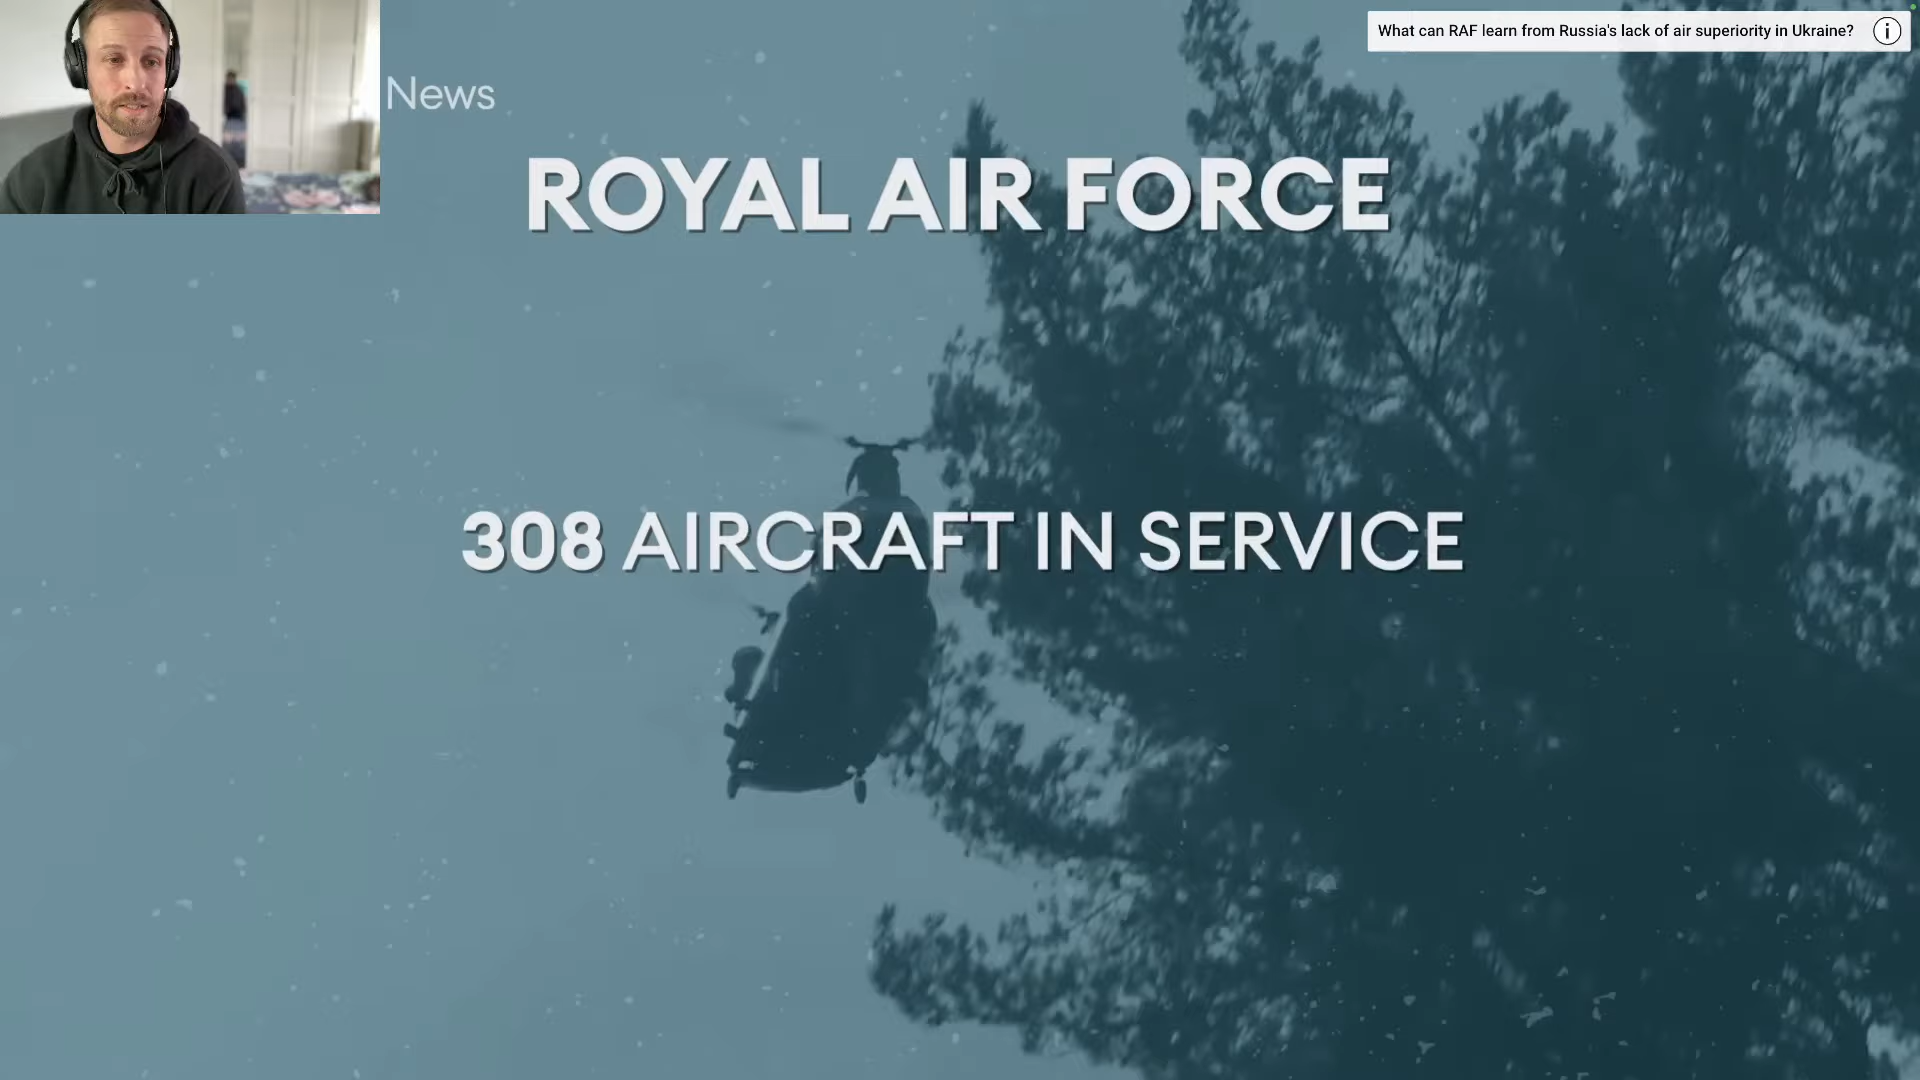 What can RAF learn from Russia's lack of air superiority in Ukraine?
News
ROYAL AIR FORCE
308 AIRCRAFT IN SERVICE